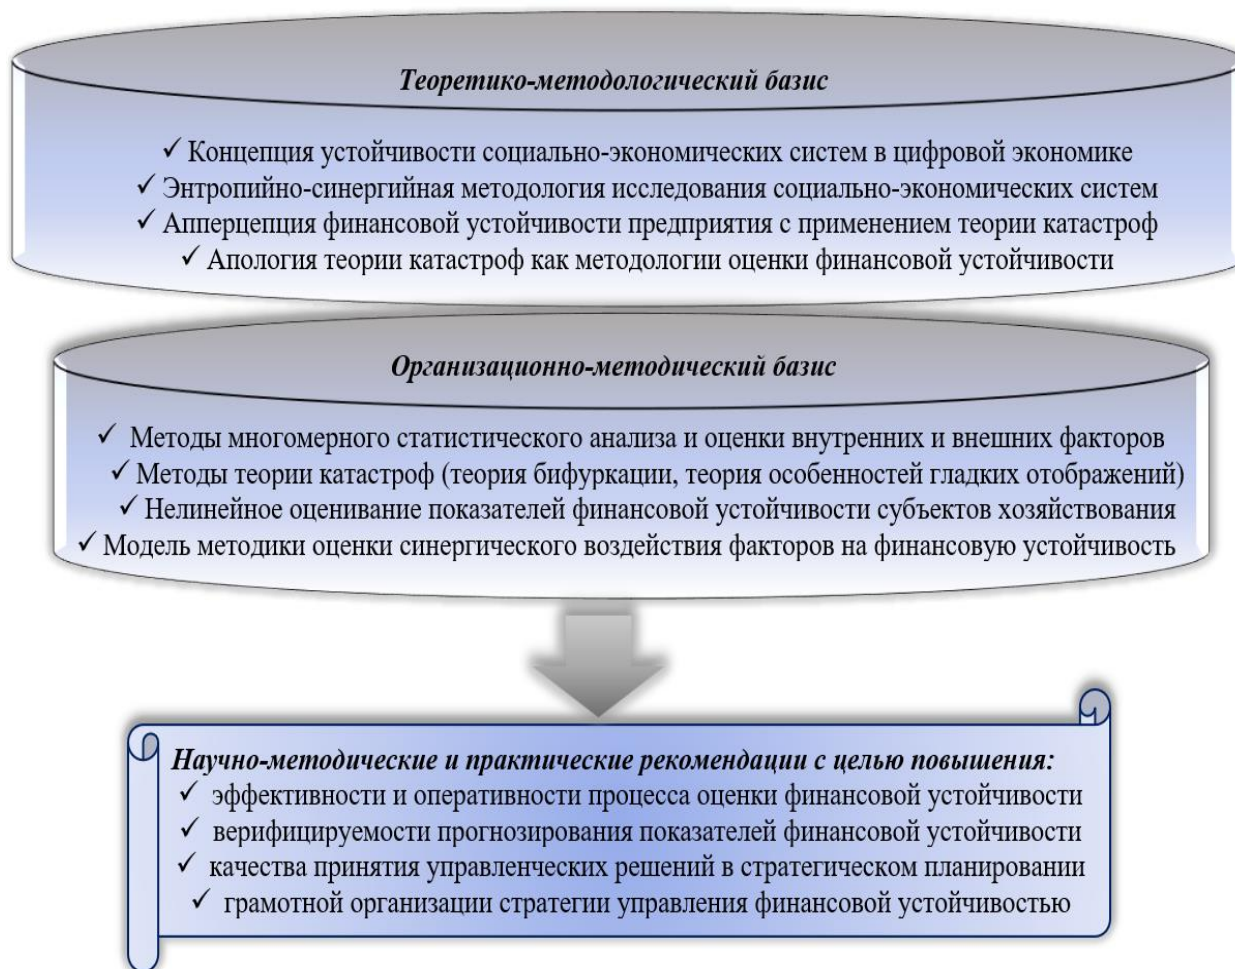 Теоретико-методологический базис
✓ Концепция устойчивости социально-экономических систем в цифровой экономике
✓ Энтропийно-синергийная методология исследования социально-экономических систем
✓ Апперцепция финансовой устойчивости предприятия с применением теории катастроф
✓ Апология теории катастроф как методологии оценки финансовой устойчивости
Организационно-методический базис
✓ Методы многомерного статистического анализа и оценки внутренних и внешних факторов
✓ Методы теории катастроф (теория бифуркации, теория особенностей гладких отображений)
✓ Нелинейное оценивание показателей финансовой устойчивости субъектов хозяйствования
✓ Модель методики оценки синергического воздействия факторов на финансовую устойчивость
Научно-методические и практические рекомендации с целью повышения:
✓ эффективности и оперативности процесса оценки финансовой устойчивости
✓ верифицируемости прогнозирования показателей финансовой устойчивости
✓ качества принятия управленческих решений в стратегическом планировании
✓ грамотной организации стратегии управления финансовой устойчивостью